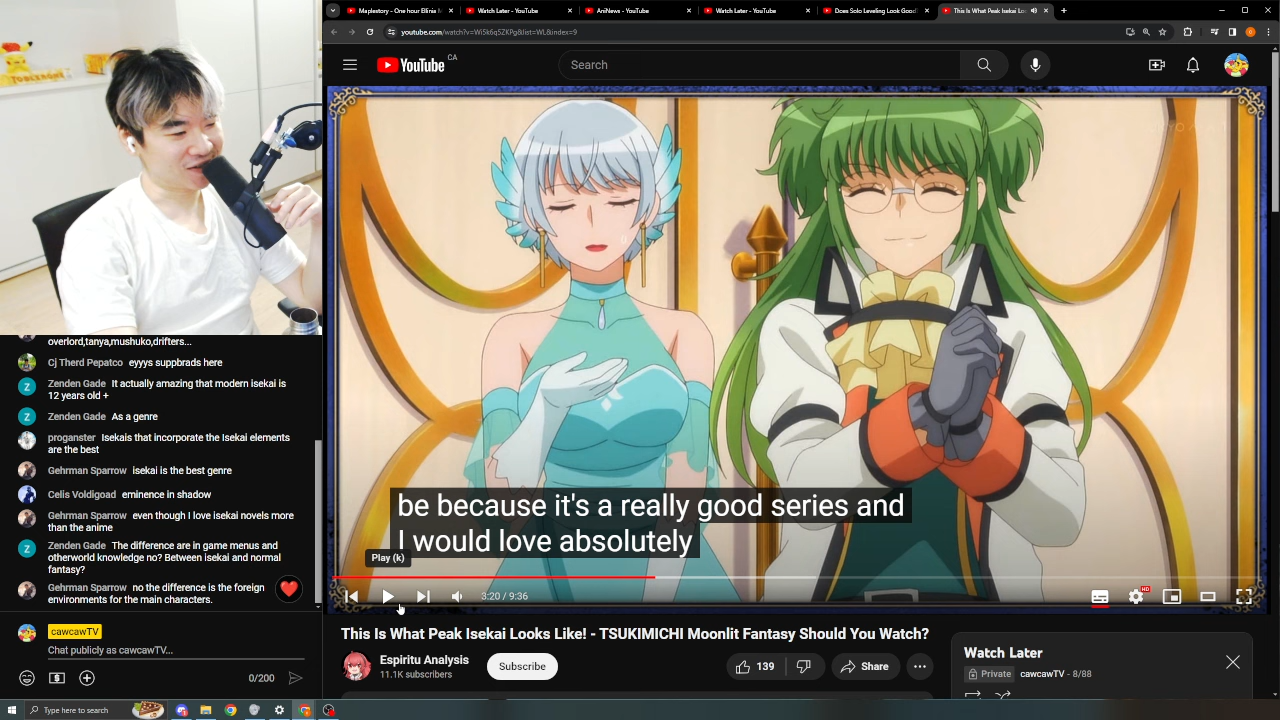 Maplestory - One hour Ellinia M
Watch Later - YouTube
AniNews - YouTube
Watch Later - YouTube
Does Solo Leveling Look Good?
This Is What Peak Isekai Lo
youtube.com/watch?v=Wi5k6q5ZKPg&list=WL&index=9
YouTube CA
Search
overlord,tanya,mushuko,drifters...
Cj Therd Pepatco eyyys suppbrads here
Z
Zenden Gade It actually amazing that modern isekai is
12 years old +
Z
Zenden Gade As a genre
proganster Isekais that incorporate the Isekai elements
are the best
Gehrman Sparrow isekai is the best genre
Celis Voldigoad eminence in shadow
Gehrman Sparrow even though I love isekai novels more
than the anime
Z
Zenden Gade The difference are in game menus and
otherworld knowledge no? Between isekai and normal
fantasy?
Gehrman Sparrow no the difference is the foreign
environments for the main characters.
cawcawTV
Chat publicly as cawcawTV...
0/200
be because it's a really good series and
I would love absolutely
Play (k)
3:20 / 9:36
HD
This Is What Peak Isekai Looks Like! - TSUKIMICHI Moonlit Fantasy Should You Watch?
Espiritu Analysis
11.1K subscribers
Subscribe
139
Share
Watch Later
Private
cawcawTV - 8/88
Type here to search